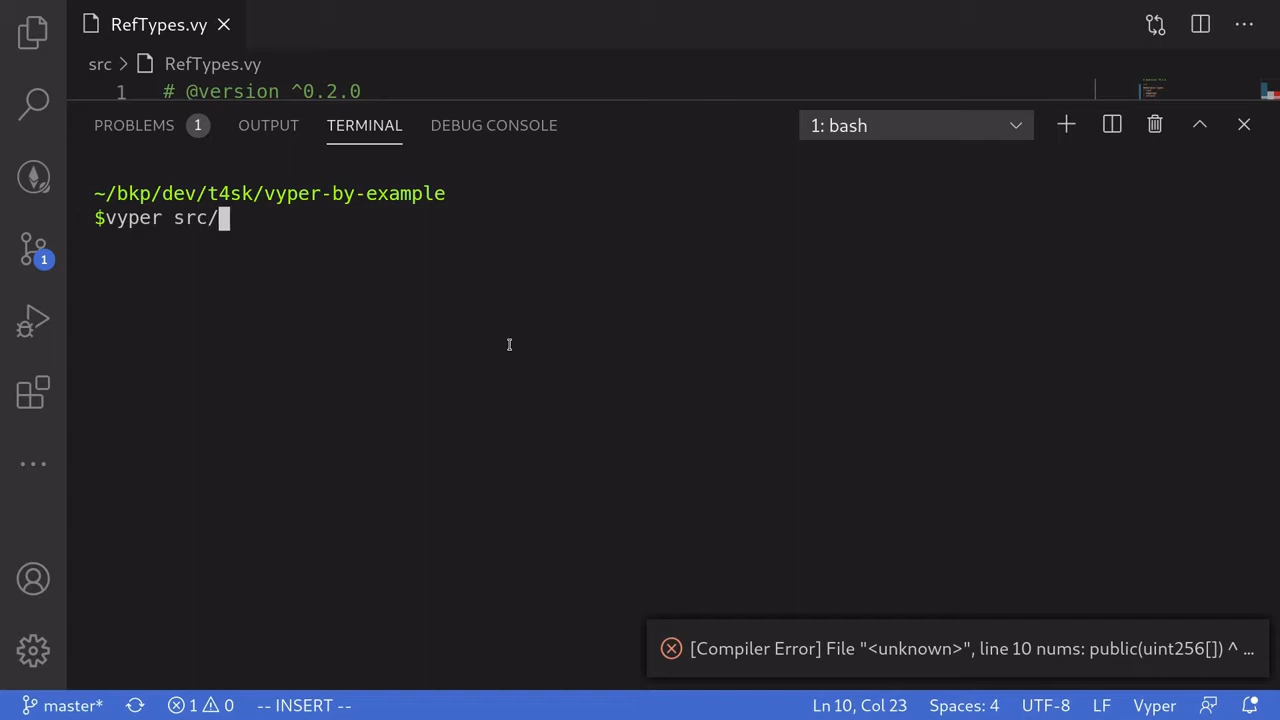 RefTypes.vy
src > RefTypes.vy
1 # @version ^0.2.0
PROBLEMS 1 OUTPUT TERMINAL DEBUG CONSOLE 1: bash
~/bkp/dev/t4sk/vyper-by-example
$vyper src/
1
[Compiler Error] File "<unknown>", line 10 nums: public(uint256[]) ^ ...
master* 1 0 -- INSERT -- Ln 10, Col 23 Spaces: 4 UTF-8 LF Vyper